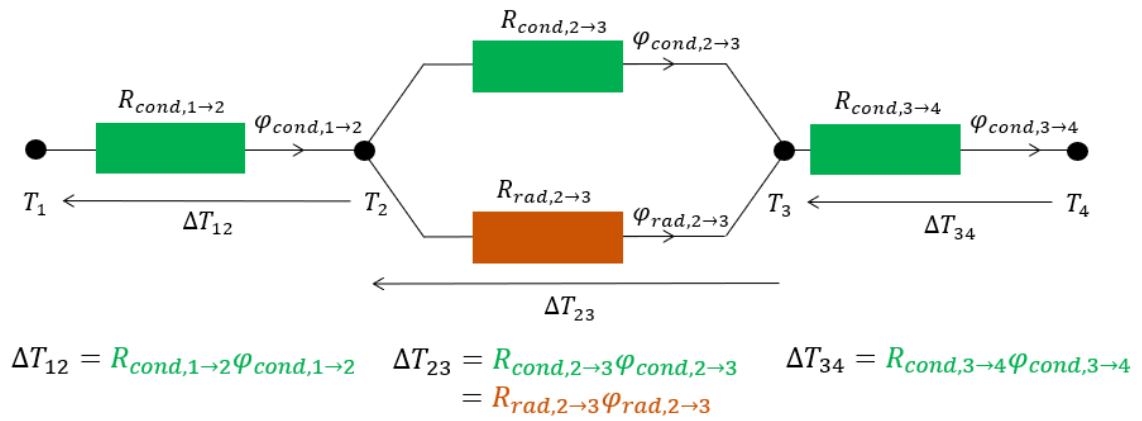 R_{cond,2→3}
φ_{cond,2→3}
R_{cond,1→2}
φ_{cond,1→2}
R_{cond,3→4}
φ_{cond,3→4}
T_1
T_2
R_{rad,2→3}
φ_{rad,2→3}
T_3
T_4
ΔT_{12}
ΔT_{34}
ΔT_{23}
ΔT_{12} = R_{cond,1→2}φ_{cond,1→2}
ΔT_{23} = R_{cond,2→3}φ_{cond,2→3}
= R_{rad,2→3}φ_{rad,2→3}
ΔT_{34} = R_{cond,3→4}φ_{cond,3→4}